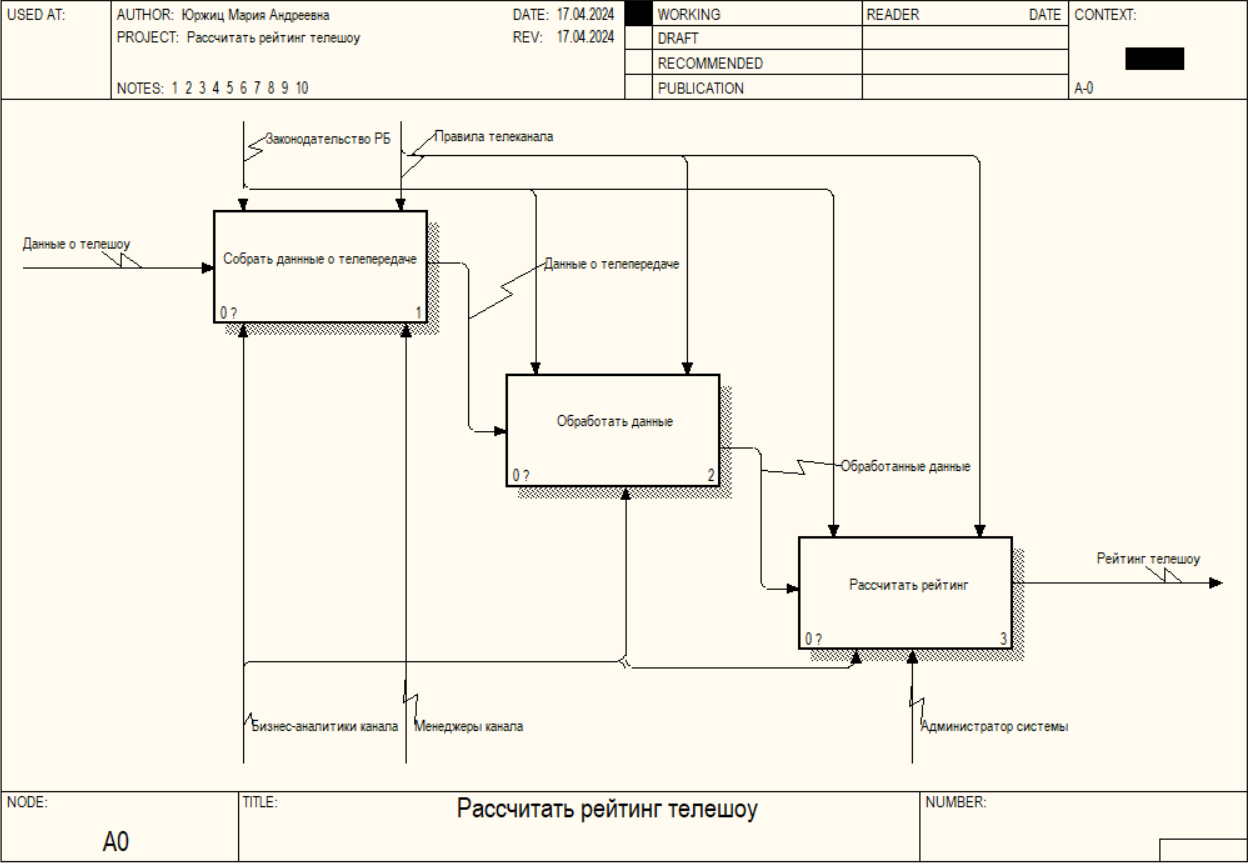 USED AT:
AUTHOR: Юржиц Мария Андреевна
DATE: 17.04.2024
PROJECT: Рассчитать рейтинг телешоу
REV: 17.04.2024
NOTES: 1 2 3 4 5 6 7 8 9 10
WORKING
DRAFT
RECOMMENDED
PUBLICATION
READER
DATE
CONTEXT:
A-0
Законодательство РБ
Правила телеканала
Данные о телешоу
Собрать даннные о телепередаче
0 ?
1
Данные о телепередаче
Обработать данные
0 ?
2
Обработанные данные
Рассчитать рейтинг
0 ?
3
Рейтинг телешоу
Бизнес-аналитики канала
Менеджеры канала
Администратор системы
NODE:
A0
TITLE:
Рассчитать рейтинг телешоу
NUMBER: